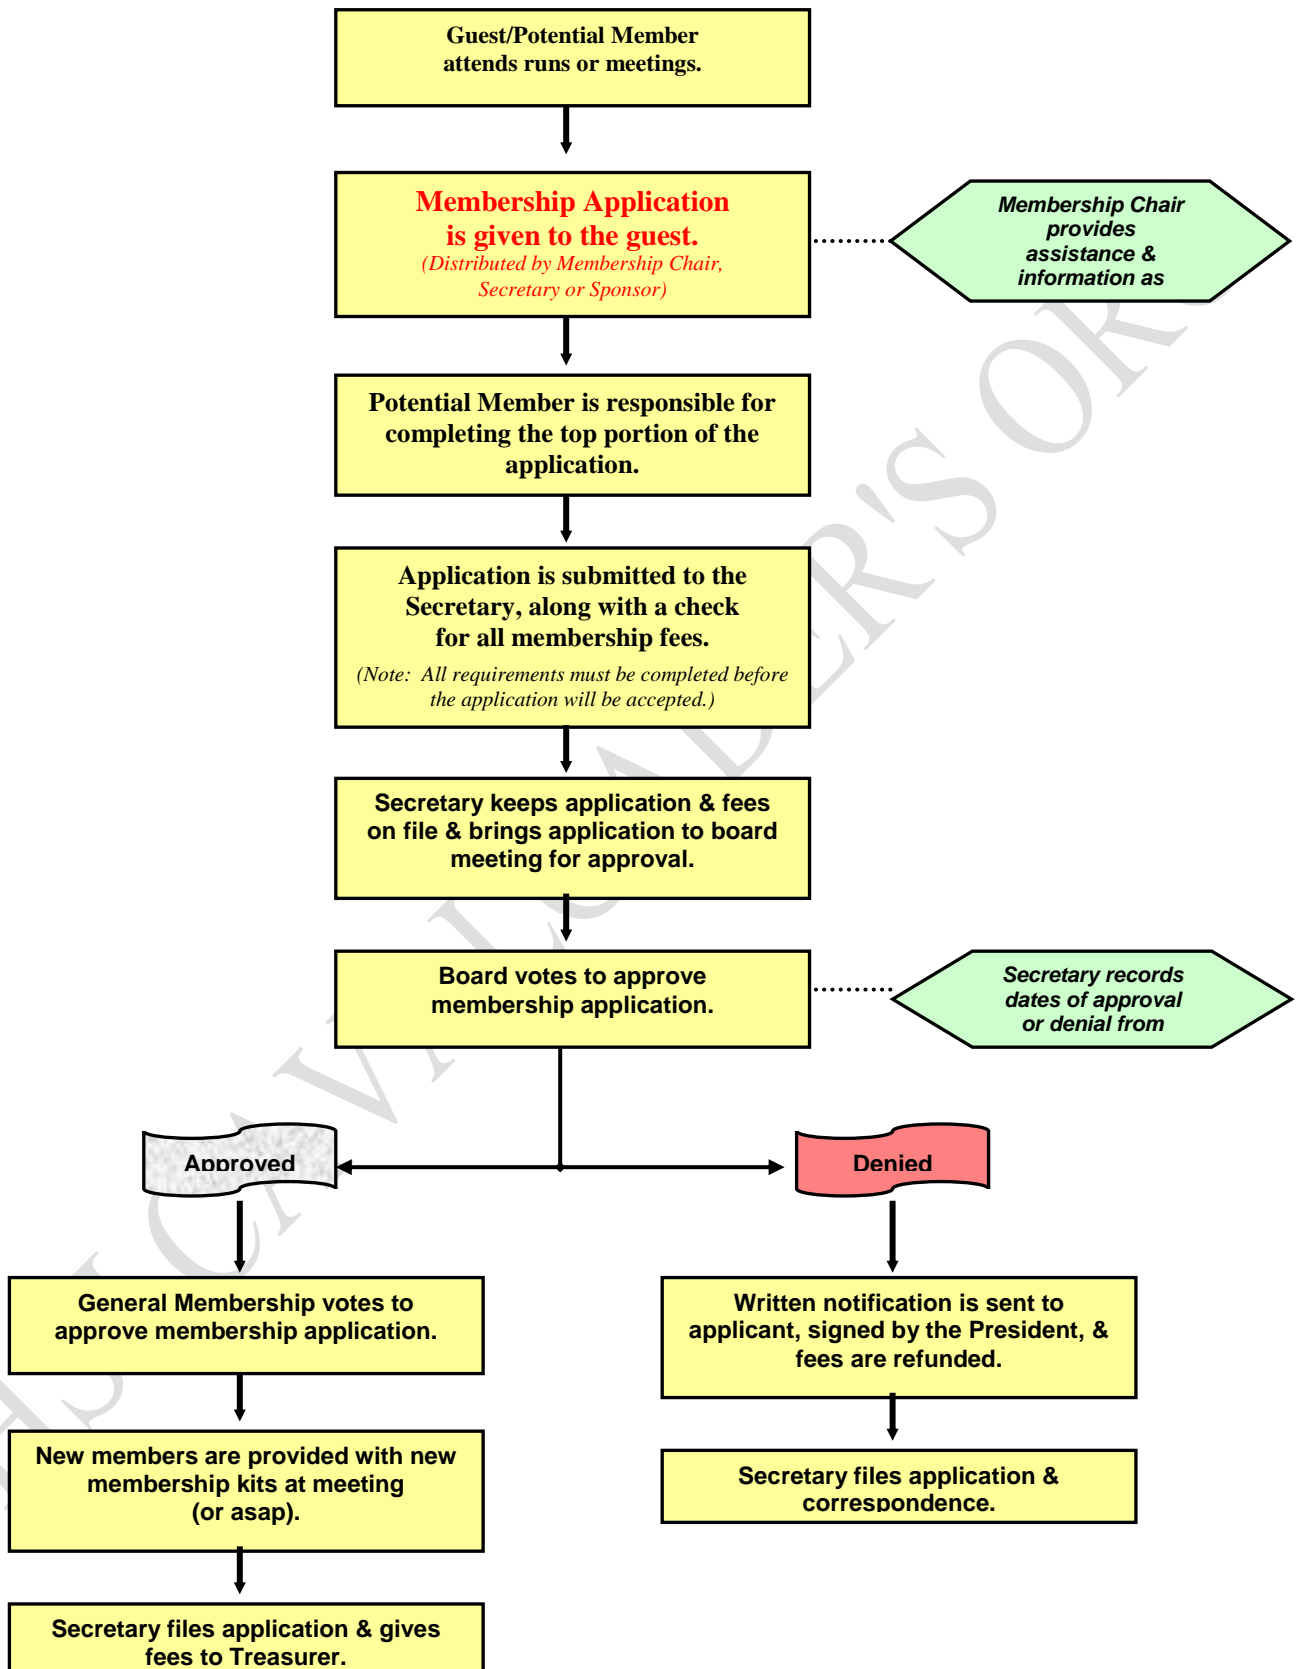 Guest/Potential Member
attends runs or meetings.
Membership Application
is given to the guest.
(Distributed by Membership Chair,
Secretary or Sponsor)
Membership Chair
provides
assistance &
information as
Potential Member is responsible for
completing the top portion of the
application.
Application is submitted to the
Secretary, along with a check
for all membership fees.
(Note: All requirements must be completed before
the application will be accepted.)
Secretary keeps application & fees
on file & brings application to board
meeting for approval.
Board votes to approve
membership application.
Secretary records
dates of approval
or denial from
Approved
Denied
General Membership votes to
approve membership application.
Written notification is sent to
applicant, signed by the President, &
fees are refunded.
New members are provided with new
membership kits at meeting
(or asap).
Secretary files application &
correspondence.
Secretary files application & gives
fees to Treasurer.